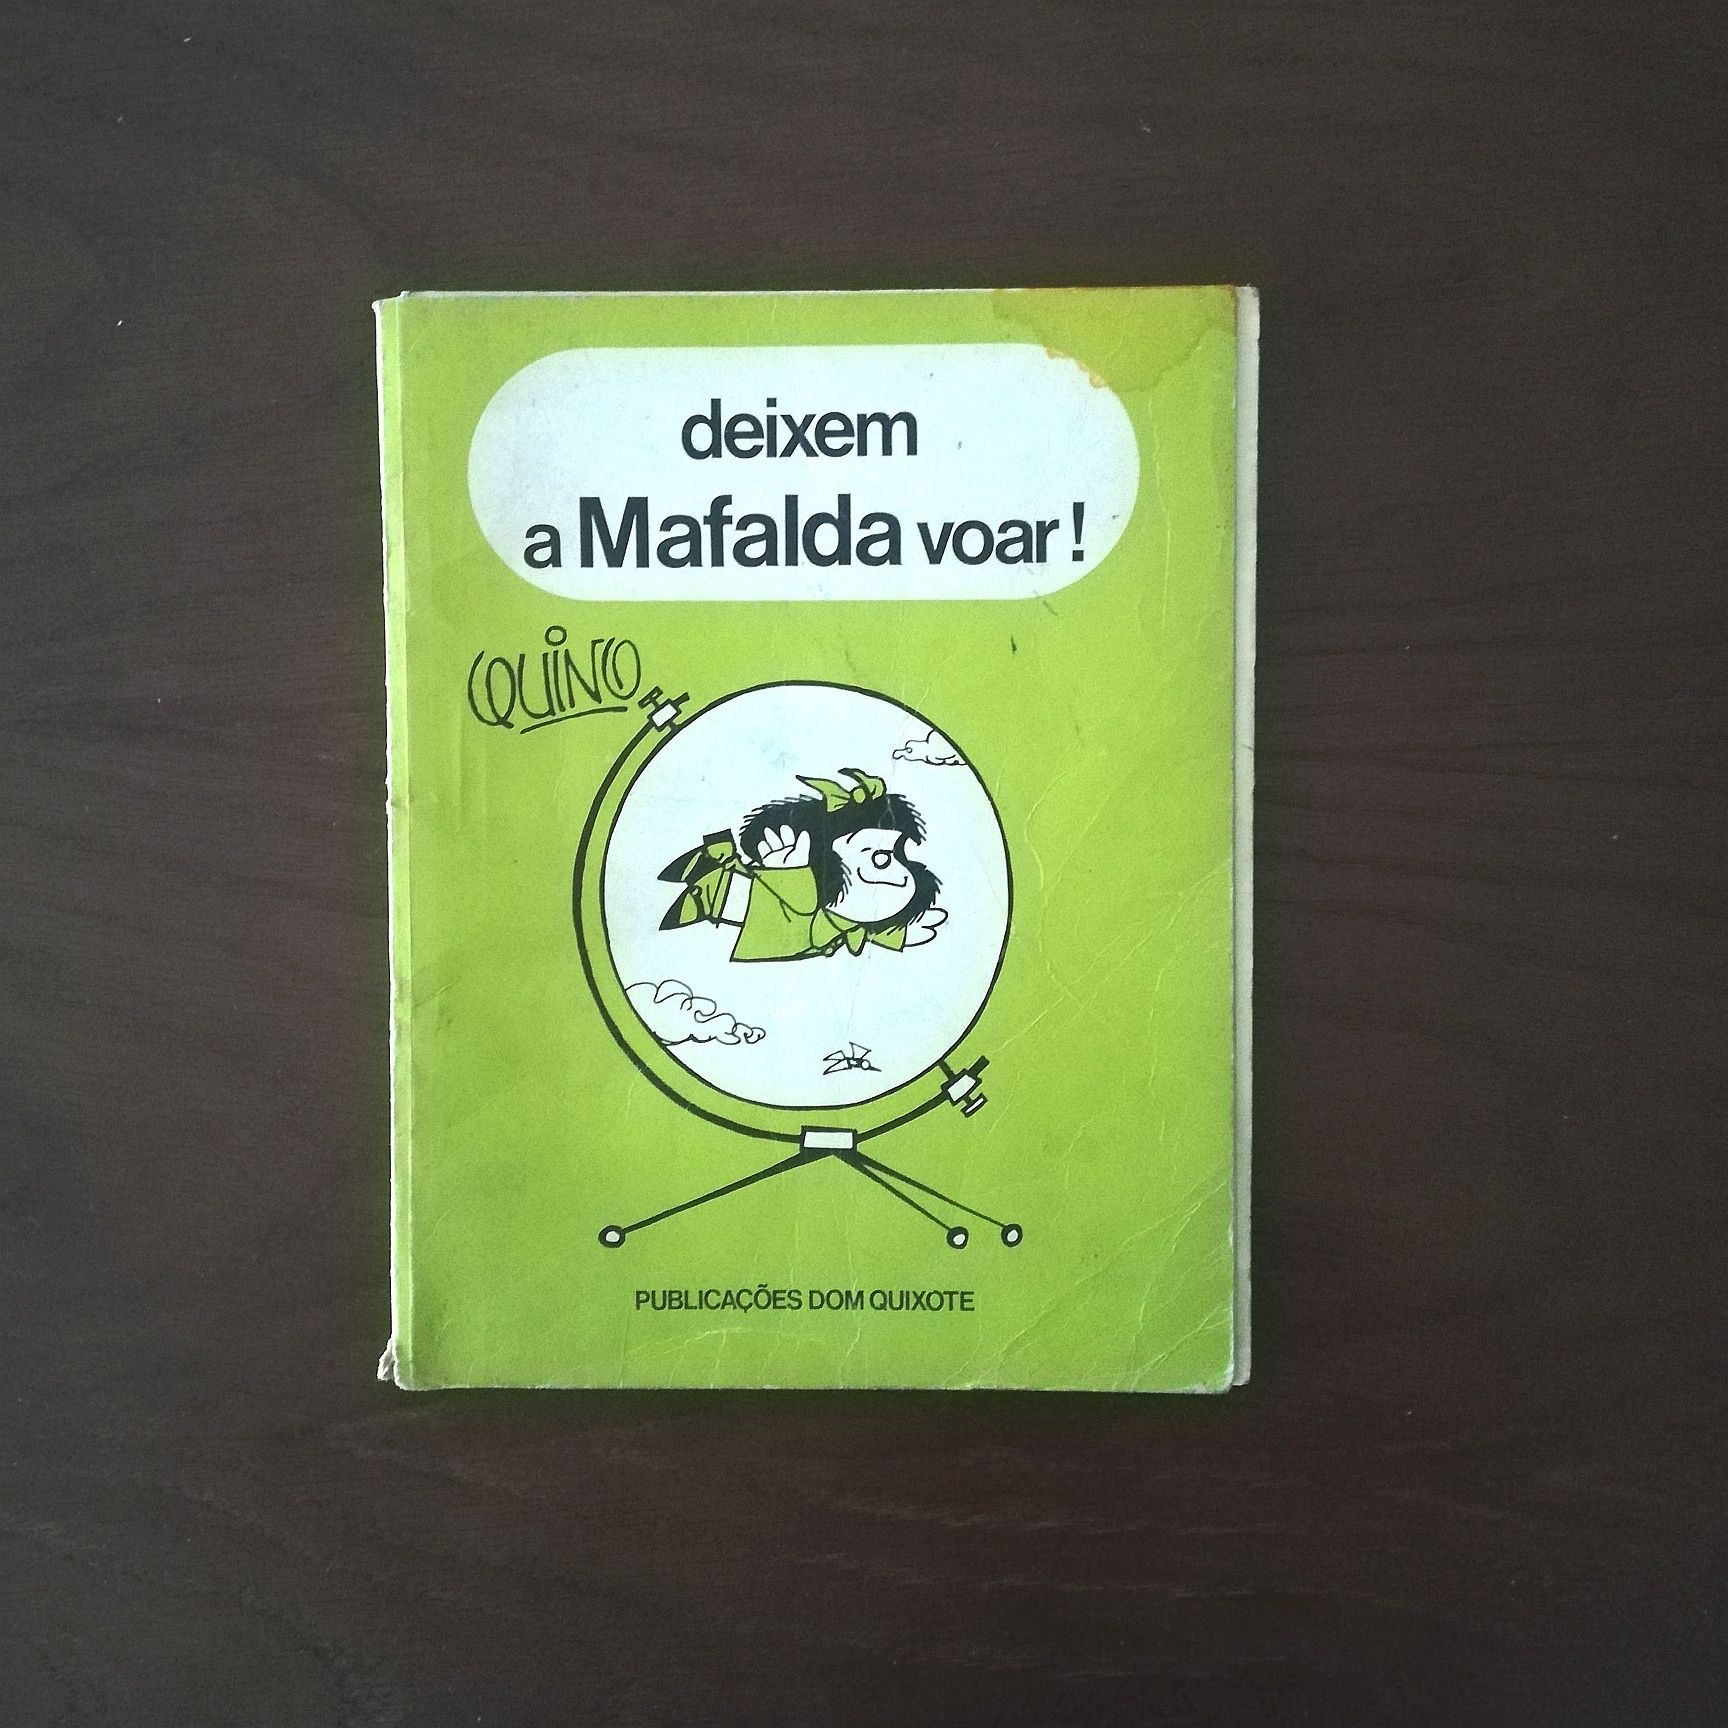 deixem
a Mafalda voar!
QUINO
PUBLICAÇÕES DOM QUIXOTE